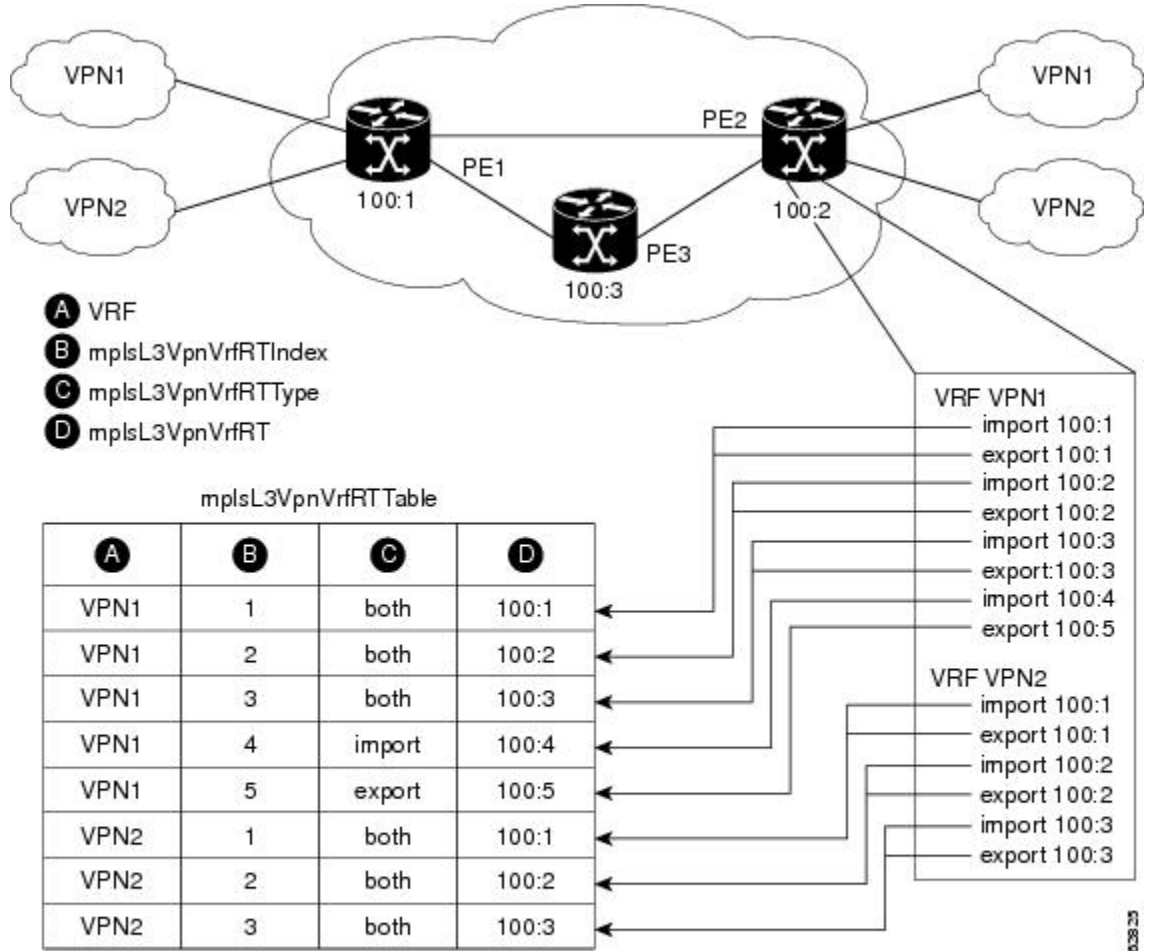 VPN1
VPN1
PE2
PE1
VPN2
100:1
100:2
VPN2
PE3
100:3
A VRF
B mplsL3VpnVrfRTIndex
C mplsL3VpnVrfRTType
D mplsL3VpnVrfRT
VRF VPN1
import 100:1
export 100:1
import 100:2
export 100:2
import 100:3
export:100:3
import 100:4
export 100:5
VRF VPN2
import 100:1
export 100:1
import 100:2
export 100:2
import 100:3
export 100:3
mplsL3VpnVrfRTTable
A B C D
VPN1 1 both 100:1
VPN1 2 both 100:2
VPN1 3 both 100:3
VPN1 4 import 100:4
VPN1 5 export 100:5
VPN2 1 both 100:1
VPN2 2 both 100:2
VPN2 3 both 100:3